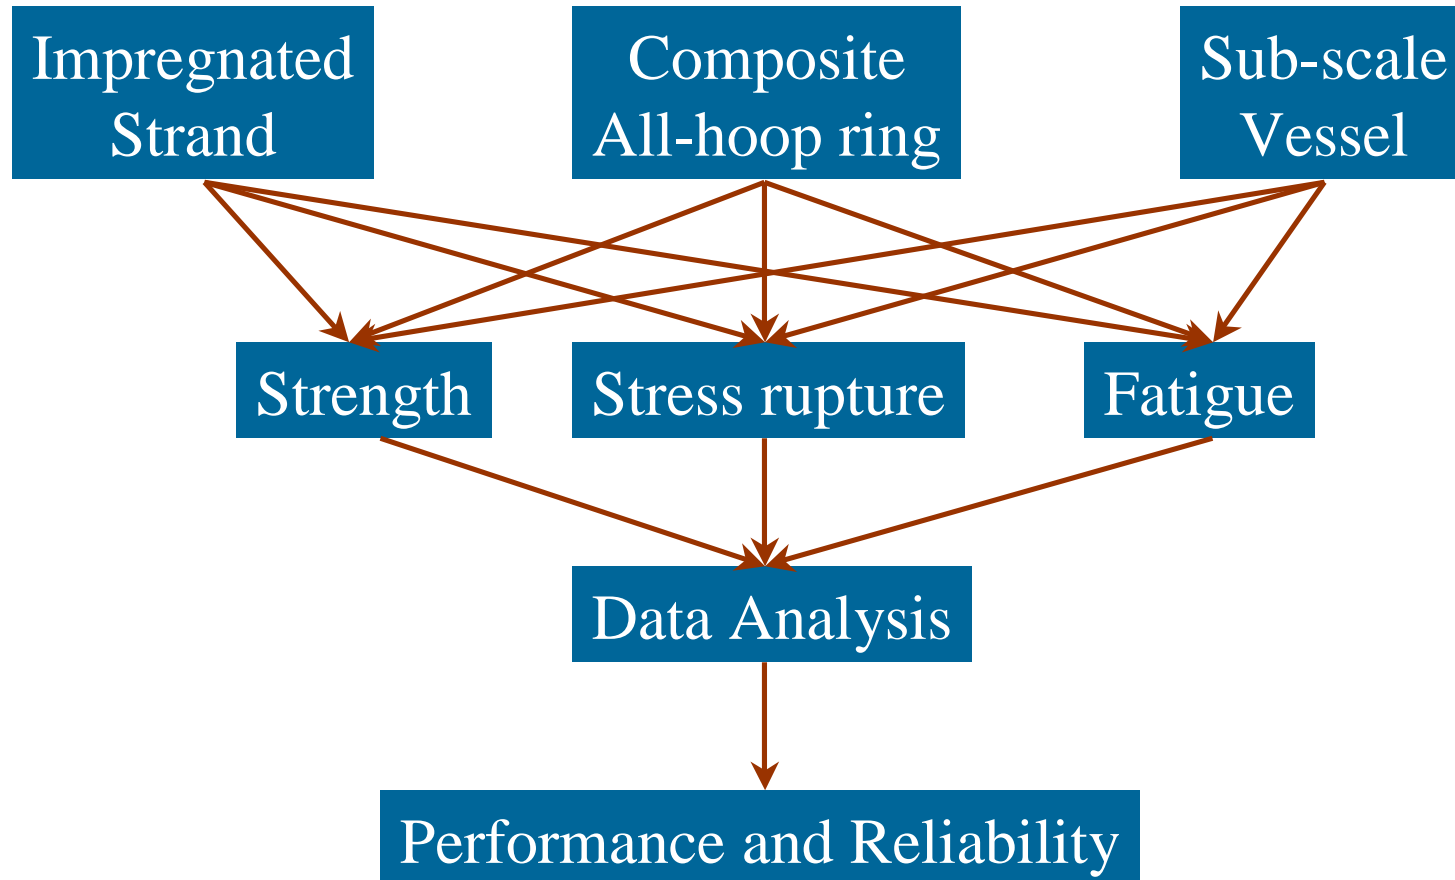 Impregnated
Strand
Composite
All-hoop ring
Sub-scale
Vessel
Strength
Stress rupture
Fatigue
Data Analysis
Performance and Reliability